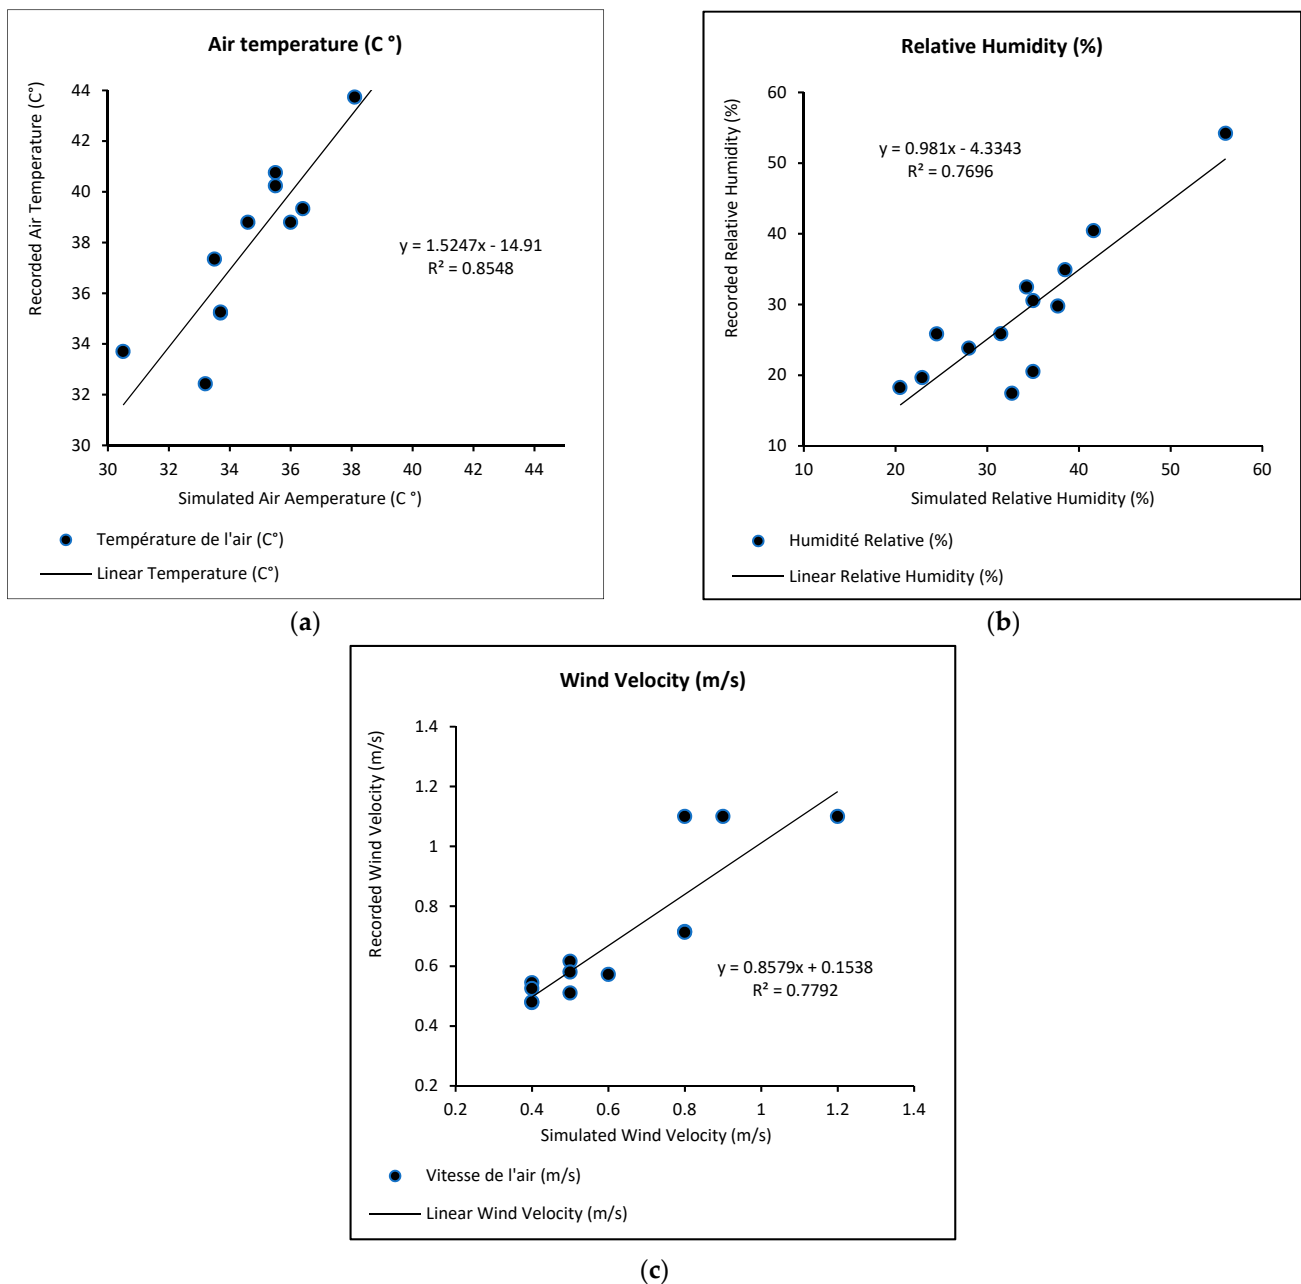 Air temperature (C °)
Recorded Air Temperature (C°)
44
42
40
38
36
34
32
30
y = 1.5247x - 14.91
R² = 0.8548
30 32 34 36 38 40 42 44
Simulated Air Aemperature (C °)
Température de l'air (C°)
Linear Temperature (C°)
(a)
Relative Humidity (%)
Recorded Relative Humidity (%)
60
50
40
30
20
10
y = 0.981x - 4.3343
R² = 0.7696
10 20 30 40 50 60
Simulated Relative Humidity (%)
Humidité Relative (%)
Linear Relative Humidity (%)
(b)
Wind Velocity (m/s)
Recorded Wind Velocity (m/s)
1.4
1.2
1
0.8
0.6
0.4
0.2
y = 0.8579x + 0.1538
R² = 0.7792
0.2 0.4 0.6 0.8 1 1.2 1.4
Simulated Wind Velocity (m/s)
Vitesse de l'air (m/s)
Linear Wind Velocity (m/s)
(c)